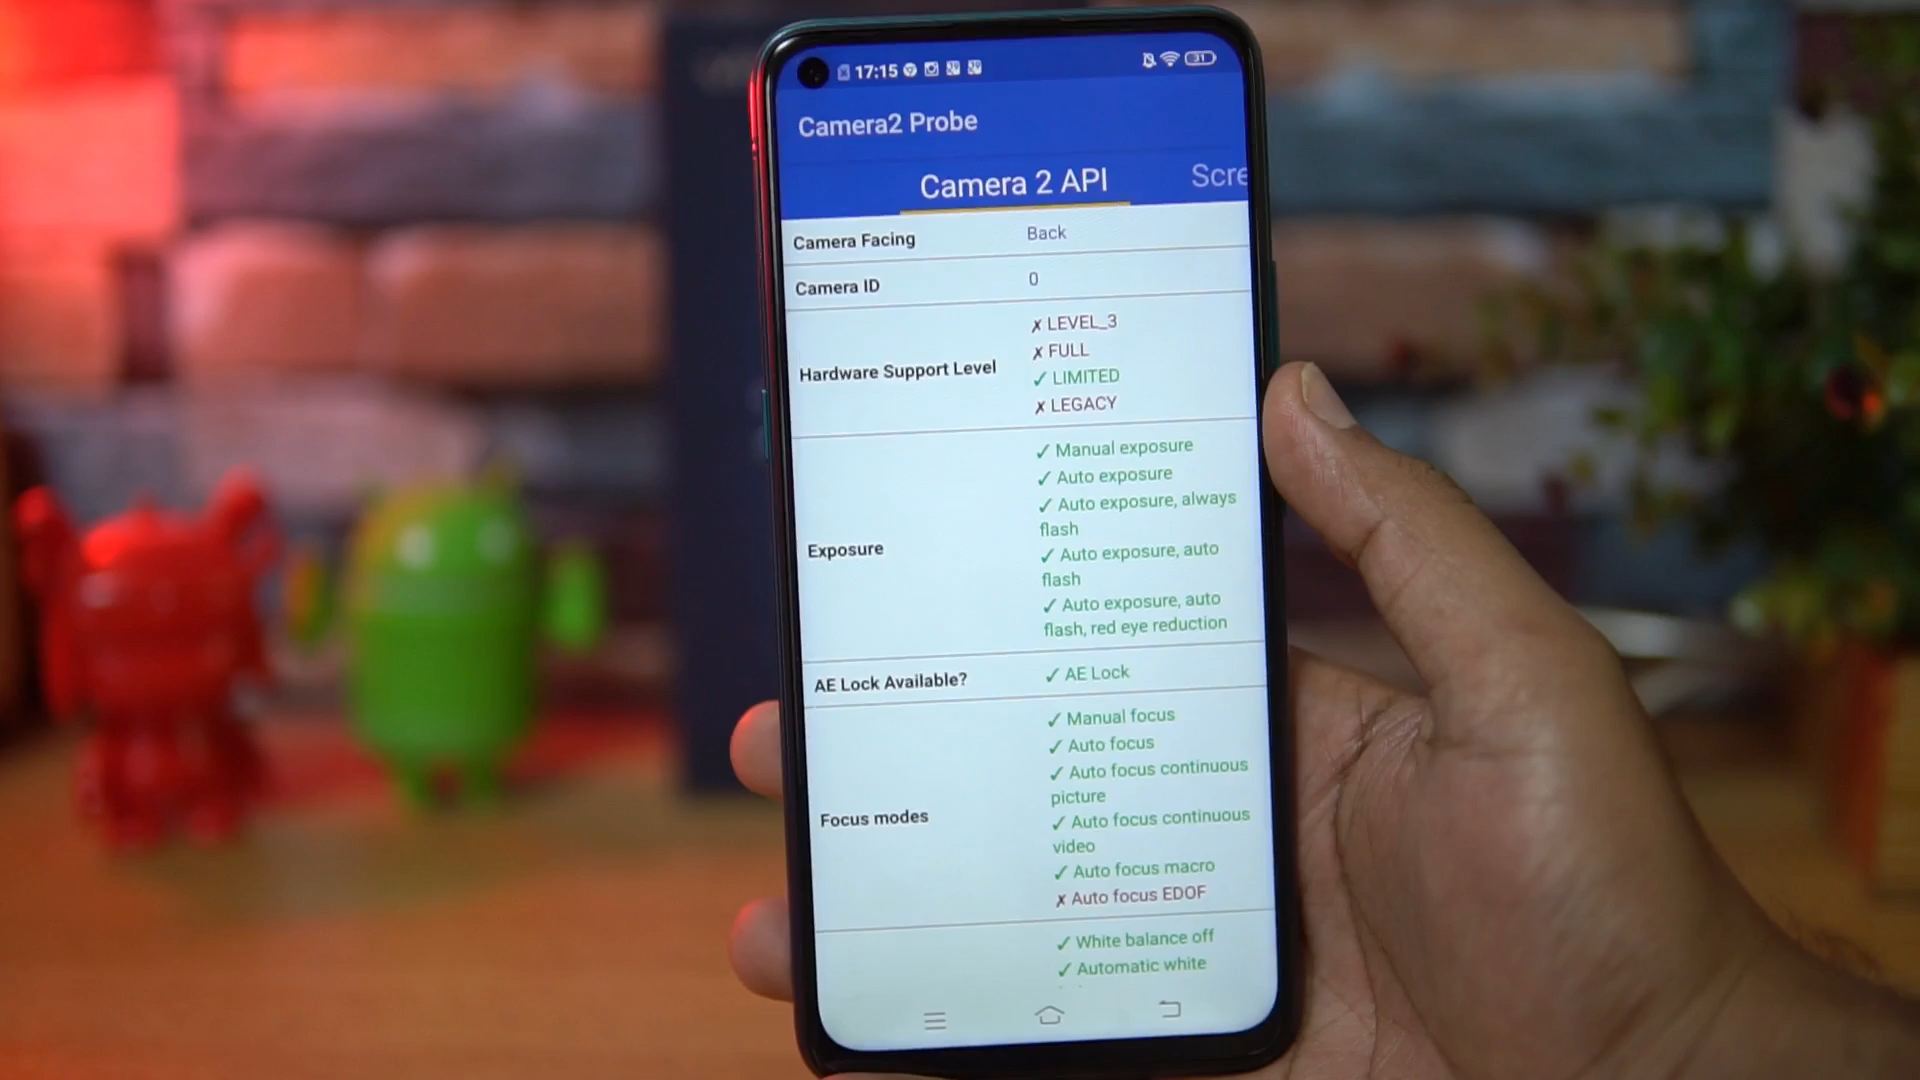 17:15
31
Camera2 Probe
Camera 2 API Scre
Camera Facing Back
Camera ID 0
Hardware Support Level
✗ LEVEL_3
✗ FULL
✓ LIMITED
✗ LEGACY
Exposure
✓ Manual exposure
✓ Auto exposure
✓ Auto exposure, always
flash
✓ Auto exposure, auto
flash
✓ Auto exposure, auto
flash, red eye reduction
AE Lock Available? ✓ AE Lock
Focus modes
✓ Manual focus
✓ Auto focus
✓ Auto focus continuous
picture
✓ Auto focus continuous
video
✓ Auto focus macro
✗ Auto focus EDOF
✓ White balance off
✓ Automatic white